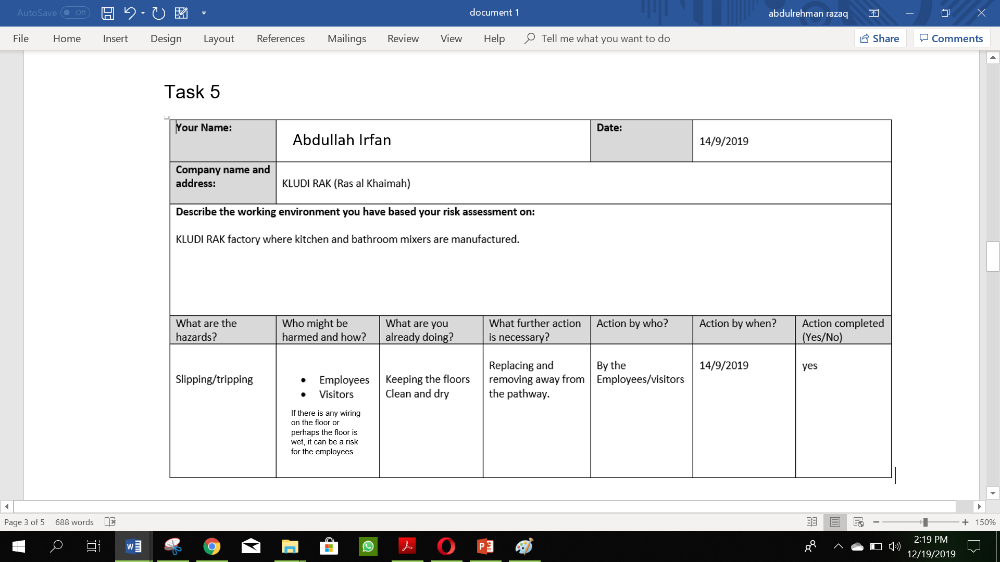 AutoSave Off
document 1
abdulrehman razaq
File Home Insert Design Layout References Mailings Review View Help Tell me what you want to do Share Comments
Task 5
Your Name:
Abdullah Irfan
Date:
14/9/2019
Company name and
address:
KLUDI RAK (Ras al Khaimah)
Describe the working environment you have based your risk assessment on:
KLUDI RAK factory where kitchen and bathroom mixers are manufactured.
What are the
hazards?
Who might be
harmed and how?
What are you
already doing?
What further action
is necessary?
Action by who?
Action by when?
Action completed
(Yes/No)
Slipping/tripping
• Employees
• Visitors
If there is any wiring
on the floor or
perhaps the floor is
wet, it can be a risk
for the employees
Keeping the floors
Clean and dry
Replacing and
removing away from
the pathway.
By the
Employees/visitors
14/9/2019
yes
Page 3 of 5 688 words
150%
2:19 PM
12/19/2019